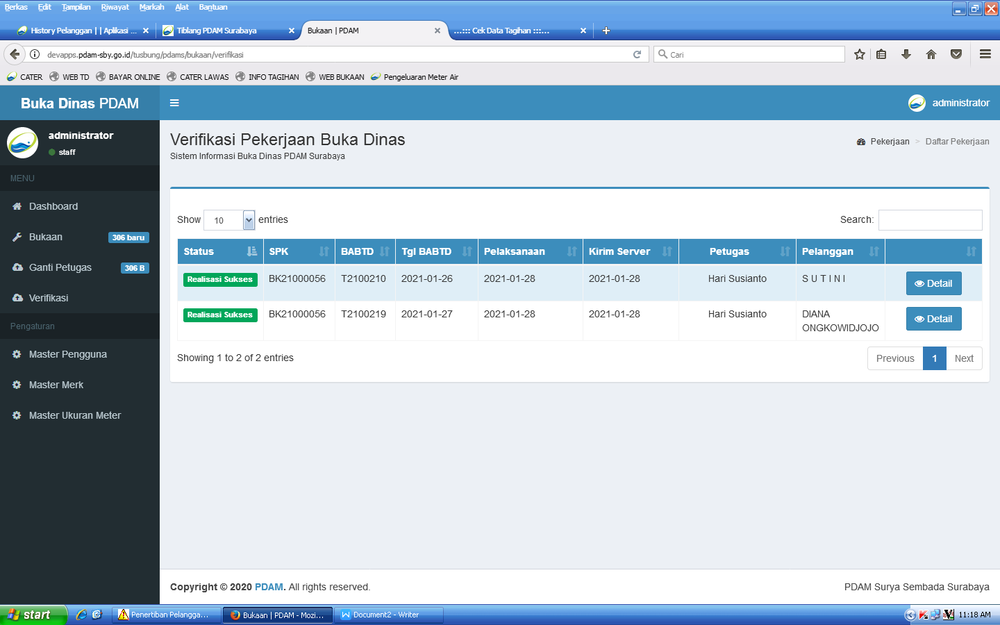 Berkas Edit Tampilan Riwayat Markah Alat Bantuan
History Pelanggan | | Aplikasi ... Tiblang PDAM Surabaya Bukaan | PDAM ...::: Cek Data Tagihan :::...
devapps.pdam-sby.go.id/tusbung/pdams/bukaan/verifikasi Cari
CATER WEB TD BAYAR ONLINE CATER LAWAS INFO TAGIHAN WEB BUKAAN Pengeluaran Meter Air
Buka Dinas PDAM administrator
administrator
staff
MENU
Dashboard
Bukaan 306 baru
Ganti Petugas 306 B
Verifikasi
Pengaturan
Master Pengguna
Master Merk
Master Ukuran Meter
Verifikasi Pekerjaan Buka Dinas
Sistem Informasi Buka Dinas PDAM Surabaya
Pekerjaan > Daftar Pekerjaan
Show 10 entries Search:
Status SPK BABTD Tgl BABTD Pelaksanaan Kirim Server Petugas Pelanggan
Realisasi Sukses BK21000056 T2100210 2021-01-26 2021-01-28 2021-01-28 Hari Susianto S U T I N I Detail
Realisasi Sukses BK21000056 T2100219 2021-01-27 2021-01-28 2021-01-28 Hari Susianto DIANA Detail
ONGKOWIDJOJO
Showing 1 to 2 of 2 entries Previous 1 Next
Copyright © 2020 PDAM. All rights reserved. PDAM Surya Sembada Surabaya
start Penertiban Pelangga... Bukaan | PDAM - Mozi... Document2 - Writer 11:18 AM